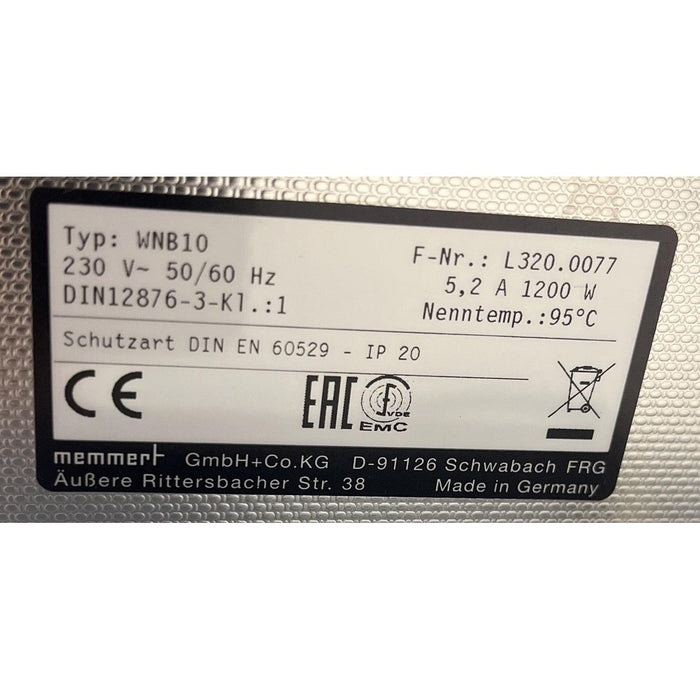 Typ: WNB10 F-Nr.: L320.0077
230 V~ 50/60 Hz 5,2 A 1200 W
DIN12876-3-Kl.:1 Nenntemp.:95°C
Schutzart DIN EN 60529 - IP 20
CE EAC VDE
EMC
memmert GmbH+Co.KG D-91126 Schwabach FRG
Äußere Rittersbacher Str. 38 Made in Germany